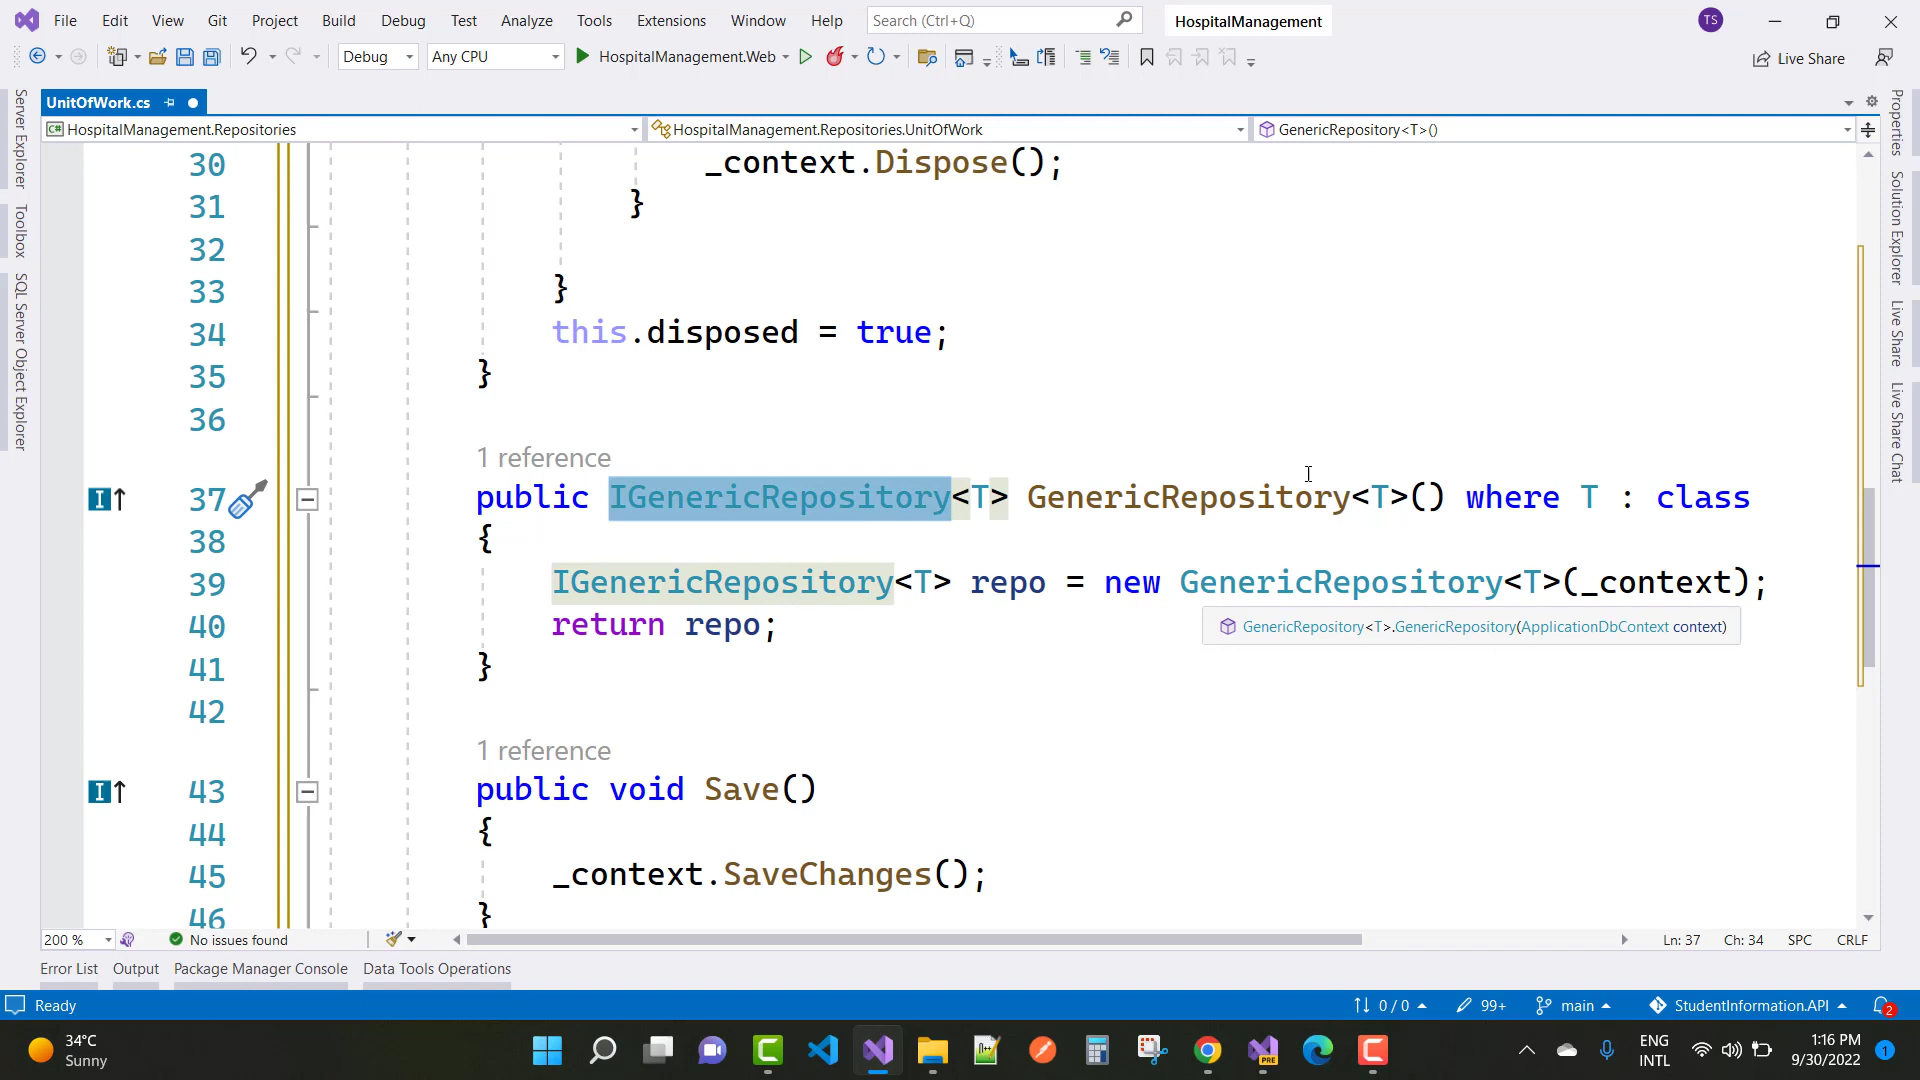 File Edit View Git Project Build Debug Test Analyze Tools Extensions Window Help Search (Ctrl+Q) HospitalManagement TS
Debug Any CPU HospitalManagement.Web Live Share
UnitOfWork.cs
C# HospitalManagement.Repositories HospitalManagement.Repositories.UnitOfWork GenericRepository<T>()
Server Explorer
Toolbox
SQL Server Object Explorer
Properties
Solution Explorer
Live Share
Live Share Chat
30 _context.Dispose();
31 }
32
33 }
34 this.disposed = true;
35 }
36
1 reference
37 public IGenericRepository<T> GenericRepository<T>() where T : class
38 {
39 IGenericRepository<T> repo = new GenericRepository<T>(_context);
40 return repo;
GenericRepository<T>.GenericRepository(ApplicationDbContext context)
41 }
42
1 reference
43 public void Save()
44 {
45 _context.SaveChanges();
46 }
200 % No issues found Ln: 37 Ch: 34 SPC CRLF
Error List Output Package Manager Console Data Tools Operations
Ready 0 / 0 99+ main StudentInformation.API 2
34°C
Sunny
PRE
ENG
INTL
1:16 PM
9/30/2022
1